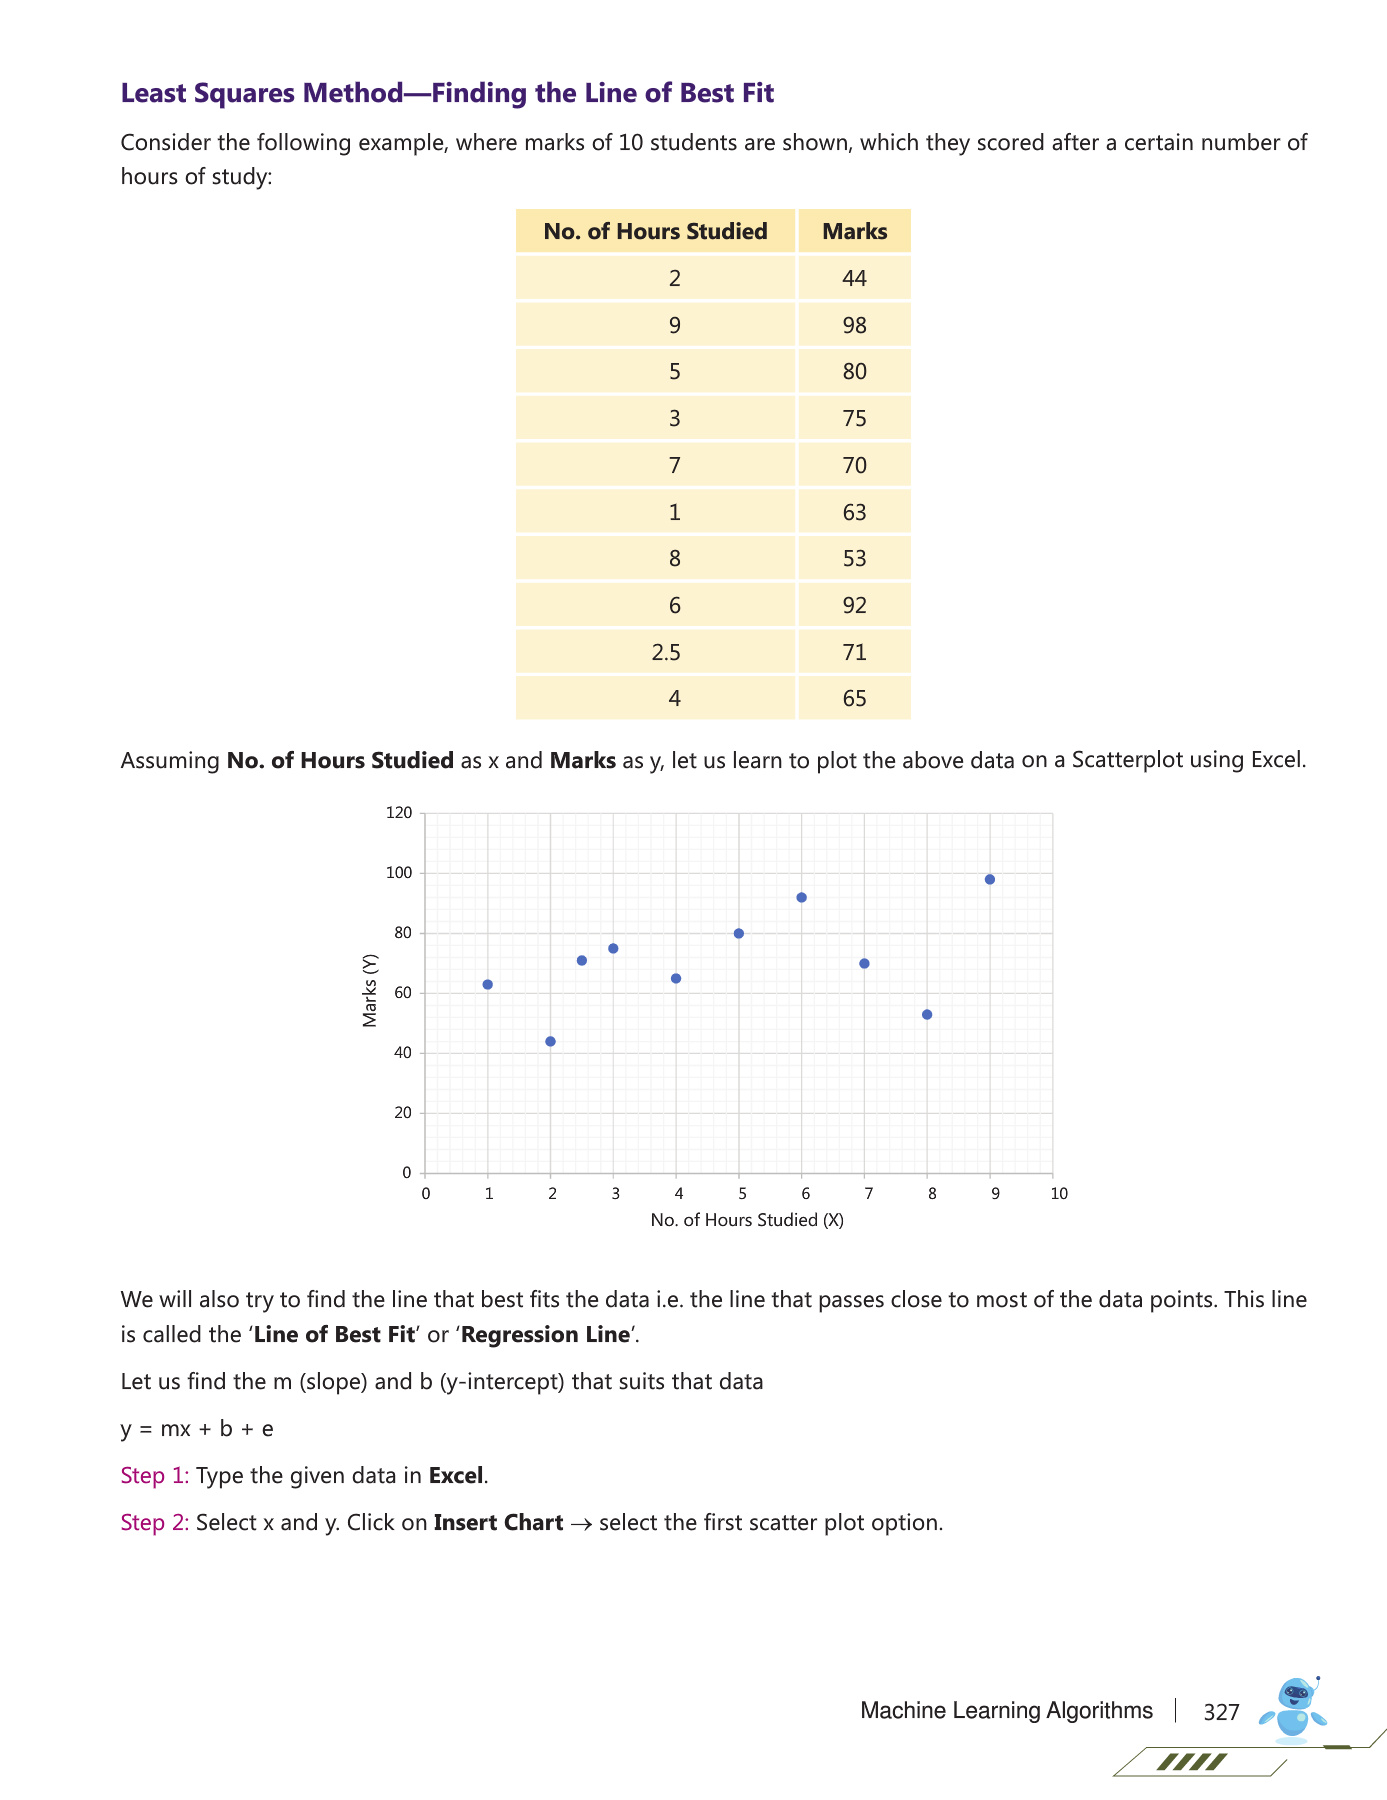 Least Squares Method—Finding the Line of Best Fit
Consider the following example, where marks of 10 students are shown, which they scored after a certain number of
hours of study:
No. of Hours Studied Marks
2 44
9 98
5 80
3 75
7 70
1 63
8 53
6 92
2.5 71
4 65
Assuming No. of Hours Studied as x and Marks as y, let us learn to plot the above data on a Scatterplot using Excel.
120
100
80
60
40
20
0
Marks (Y)
0 1 2 3 4 5 6 7 8 9 10
No. of Hours Studied (X)
We will also try to find the line that best fits the data i.e. the line that passes close to most of the data points. This line
is called the ‘Line of Best Fit’ or ‘Regression Line’.
Let us find the m (slope) and b (y-intercept) that suits that data
y = mx + b + e
Step 1: Type the given data in Excel.
Step 2: Select x and y. Click on Insert Chart → select the first scatter plot option.
Machine Learning Algorithms 327